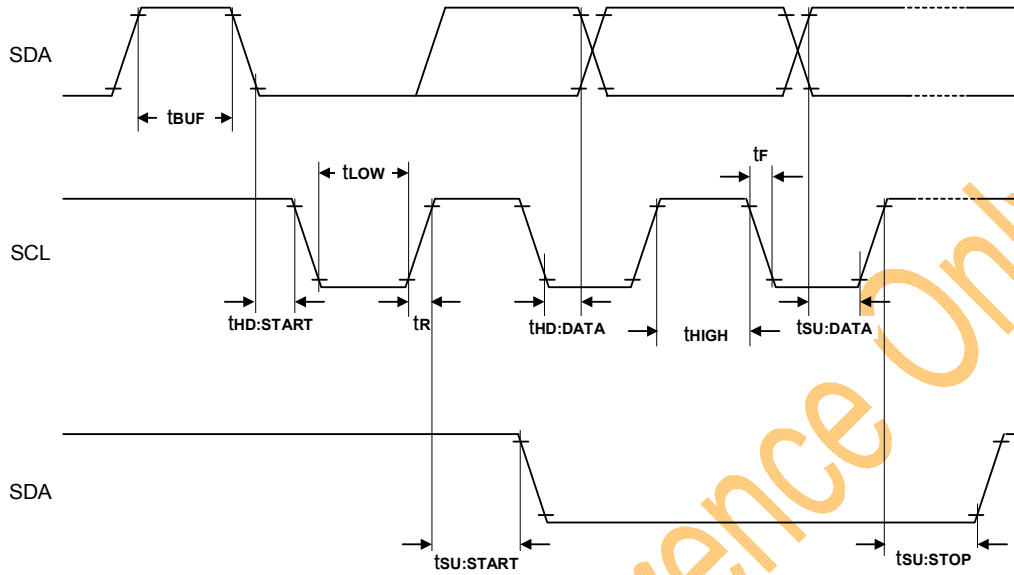 SDA
tBUF
tLOW
tF
SCL
tHD:START
tR
tHD:DATA
tHIGH
tSU:DATA
SDA
tSU:START
tSU:STOP